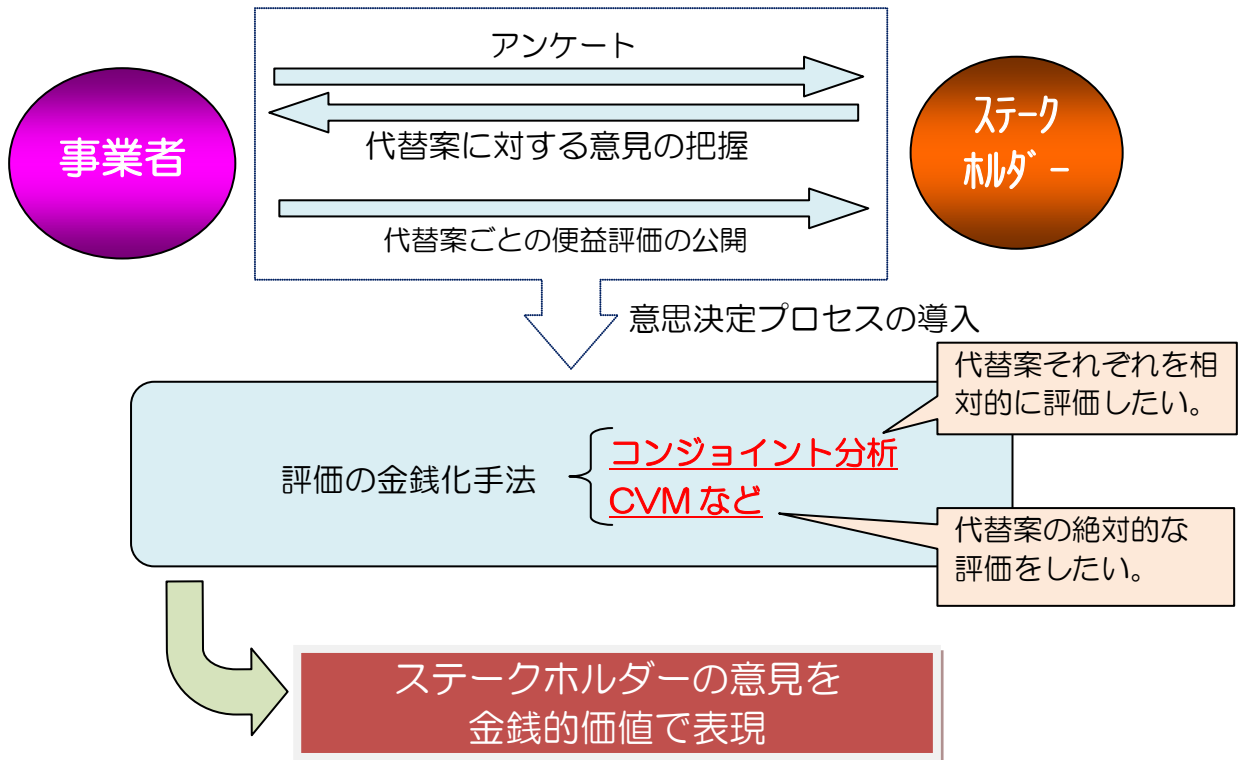 アンケート
事業者
ステーク
ホルダー
代替案に対する意見の把握
代替案ごとの便益評価の公開
意思決定プロセスの導入
代替案それぞれを相
対的に評価したい。
評価の金銭化手法
コンジョイント分析
CVM など
代替案の絶対的な
評価をしたい。
ステークホルダーの意見を
金銭的価値で表現